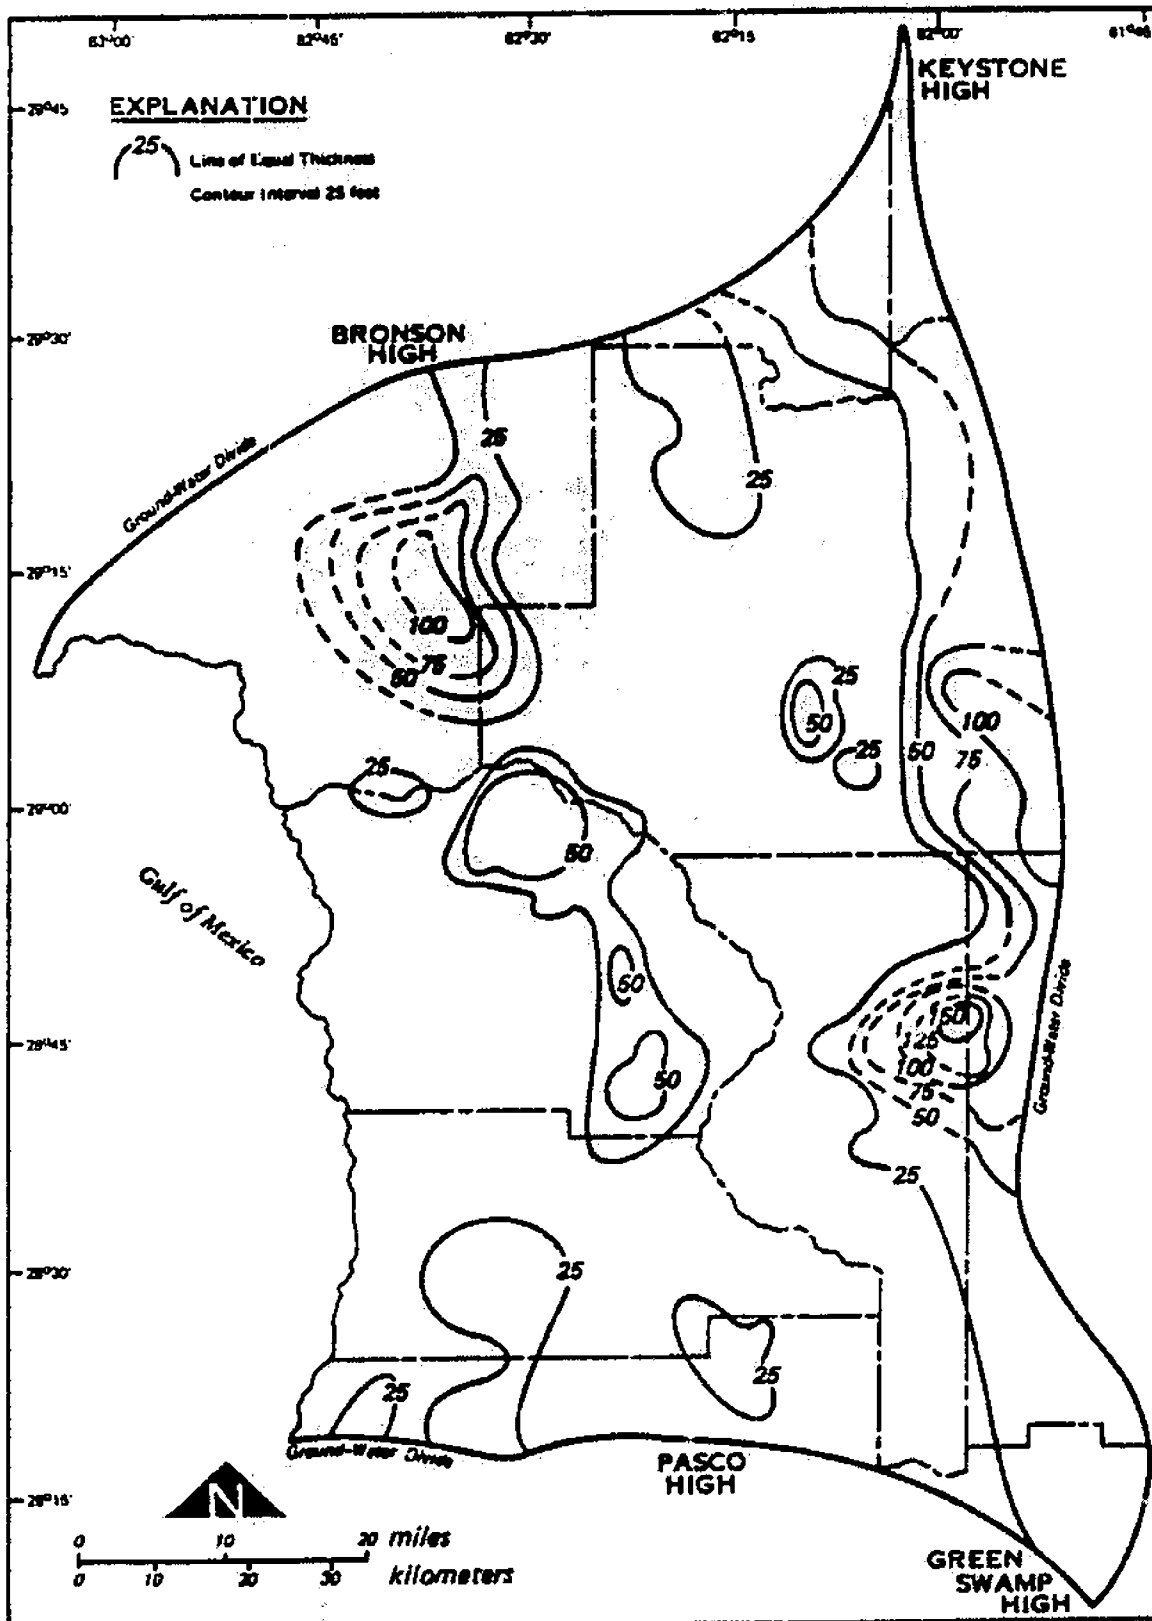 83°00'
82°45'
82°30'
82°15'
82°00'
81°45'
KEYSTONE
HIGH
29°45'
EXPLANATION
25
Line of Equal Thickness
Contour Interval 25 feet
BRONSON
HIGH
29°30'
Ground-Water Divide
25
25
29°15'
100
75
50
25
50
25
100
50
75
25
29°00'
50
Gulf of Mexico
50
Ground-Water Divide
150
125
28°45'
100
50
75
50
25
28°30'
25
25
25
Ground-Water Divide
PASCO
HIGH
28°15'
N
0 10 20 miles
0 10 20 30 kilometers
GREEN
SWAMP
HIGH